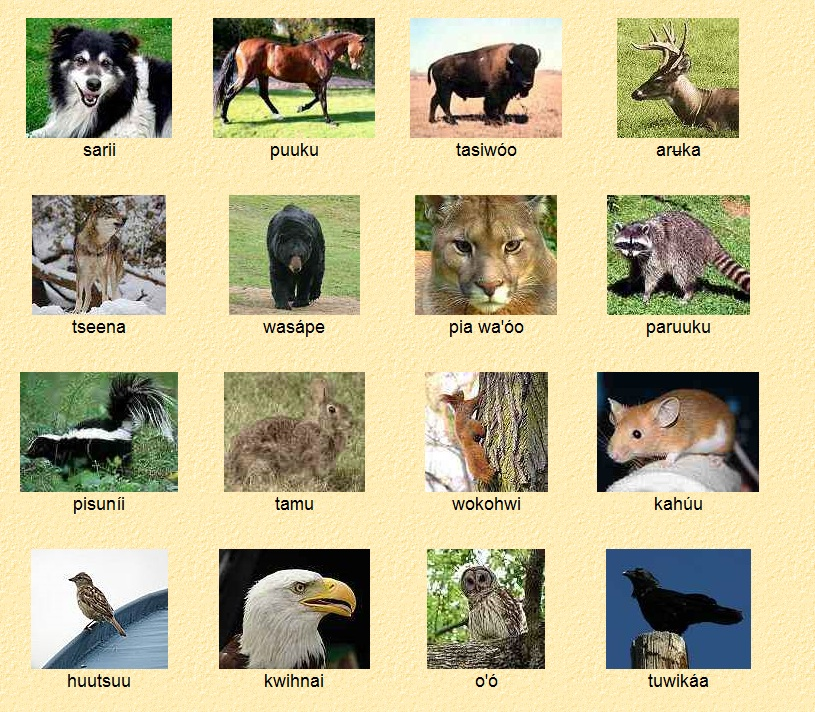 sarii puuku tasiwóo arʉka
tseena wasápe pia wa'óo paruuku
pisuníi tamu wokohwi kahúu
huutsuu kwihnai o'ó tuwikáa